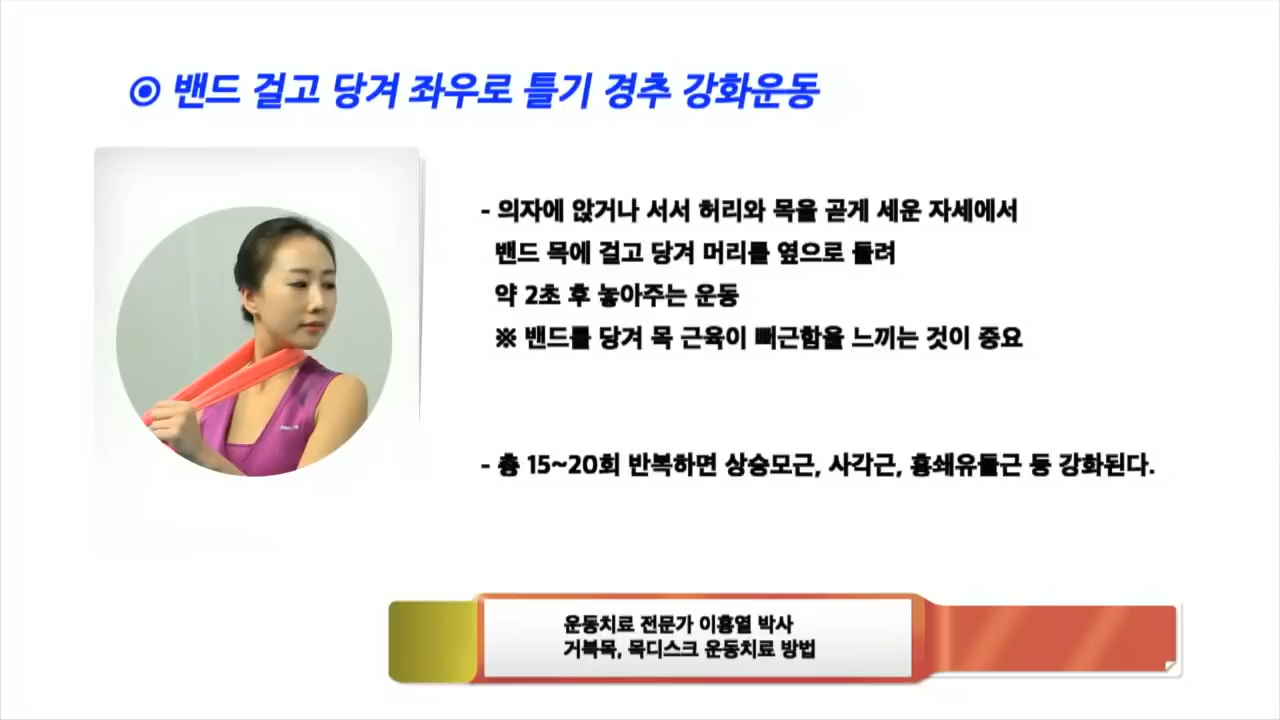 ◎ 밴드 걸고 당겨 좌우로 틀기 경추 강화운동
- 의자에 앉거나 서서 허리와 목을 곧게 세운 자세에서
밴드 목에 걸고 당겨 머리를 옆으로 돌려
약 2초 후 놓아주는 운동
※ 밴드를 당겨 목 근육이 뻐근함을 느끼는 것이 중요
- 총 15~20회 반복하면 상승모근, 사각근, 흉쇄유돌근 등 강화된다.
운동치료 전문가 이홍열 박사
거북목, 목디스크 운동치료 방법